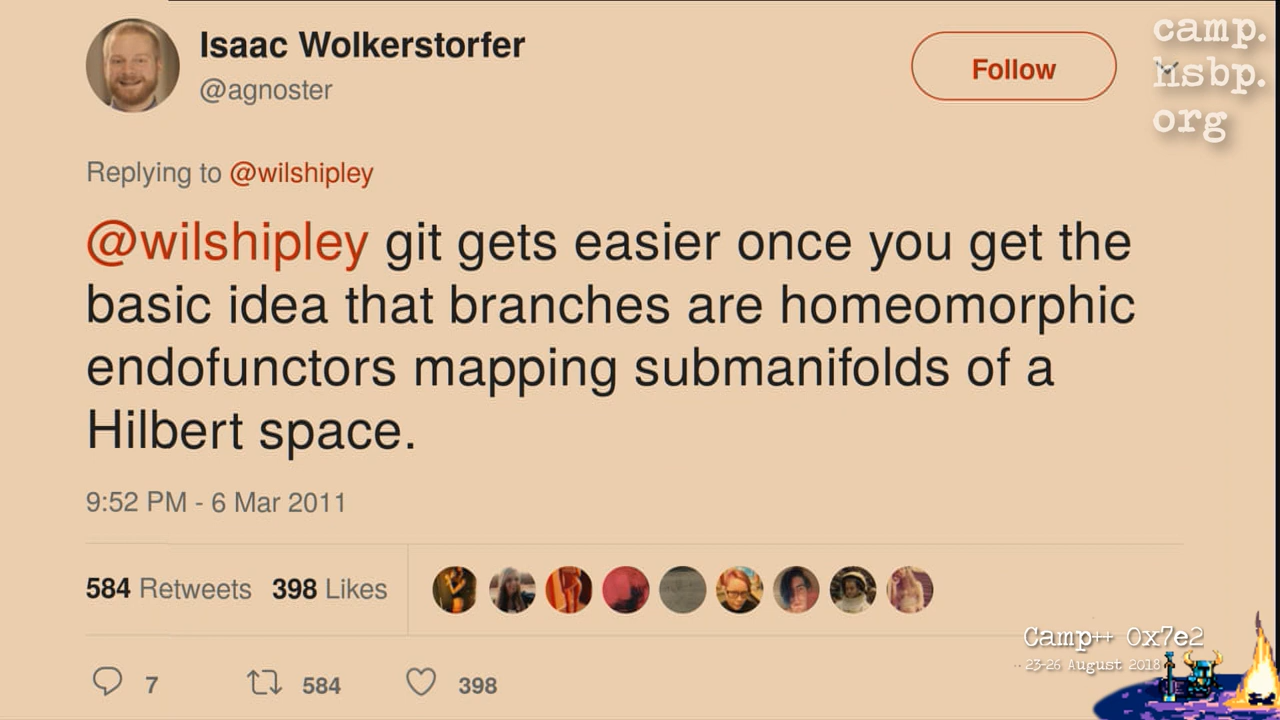 Isaac Wolkerstorfer
@agnoster
Follow
camp.
hsbp.
org
Replying to @wilshipley
@wilshipley git gets easier once you get the
basic idea that branches are homeomorphic
endofunctors mapping submanifolds of a
Hilbert space.
9:52 PM - 6 Mar 2011
584 Retweets 398 Likes
7 584 398
Camp++ 0x7e2
23-26 August 2018